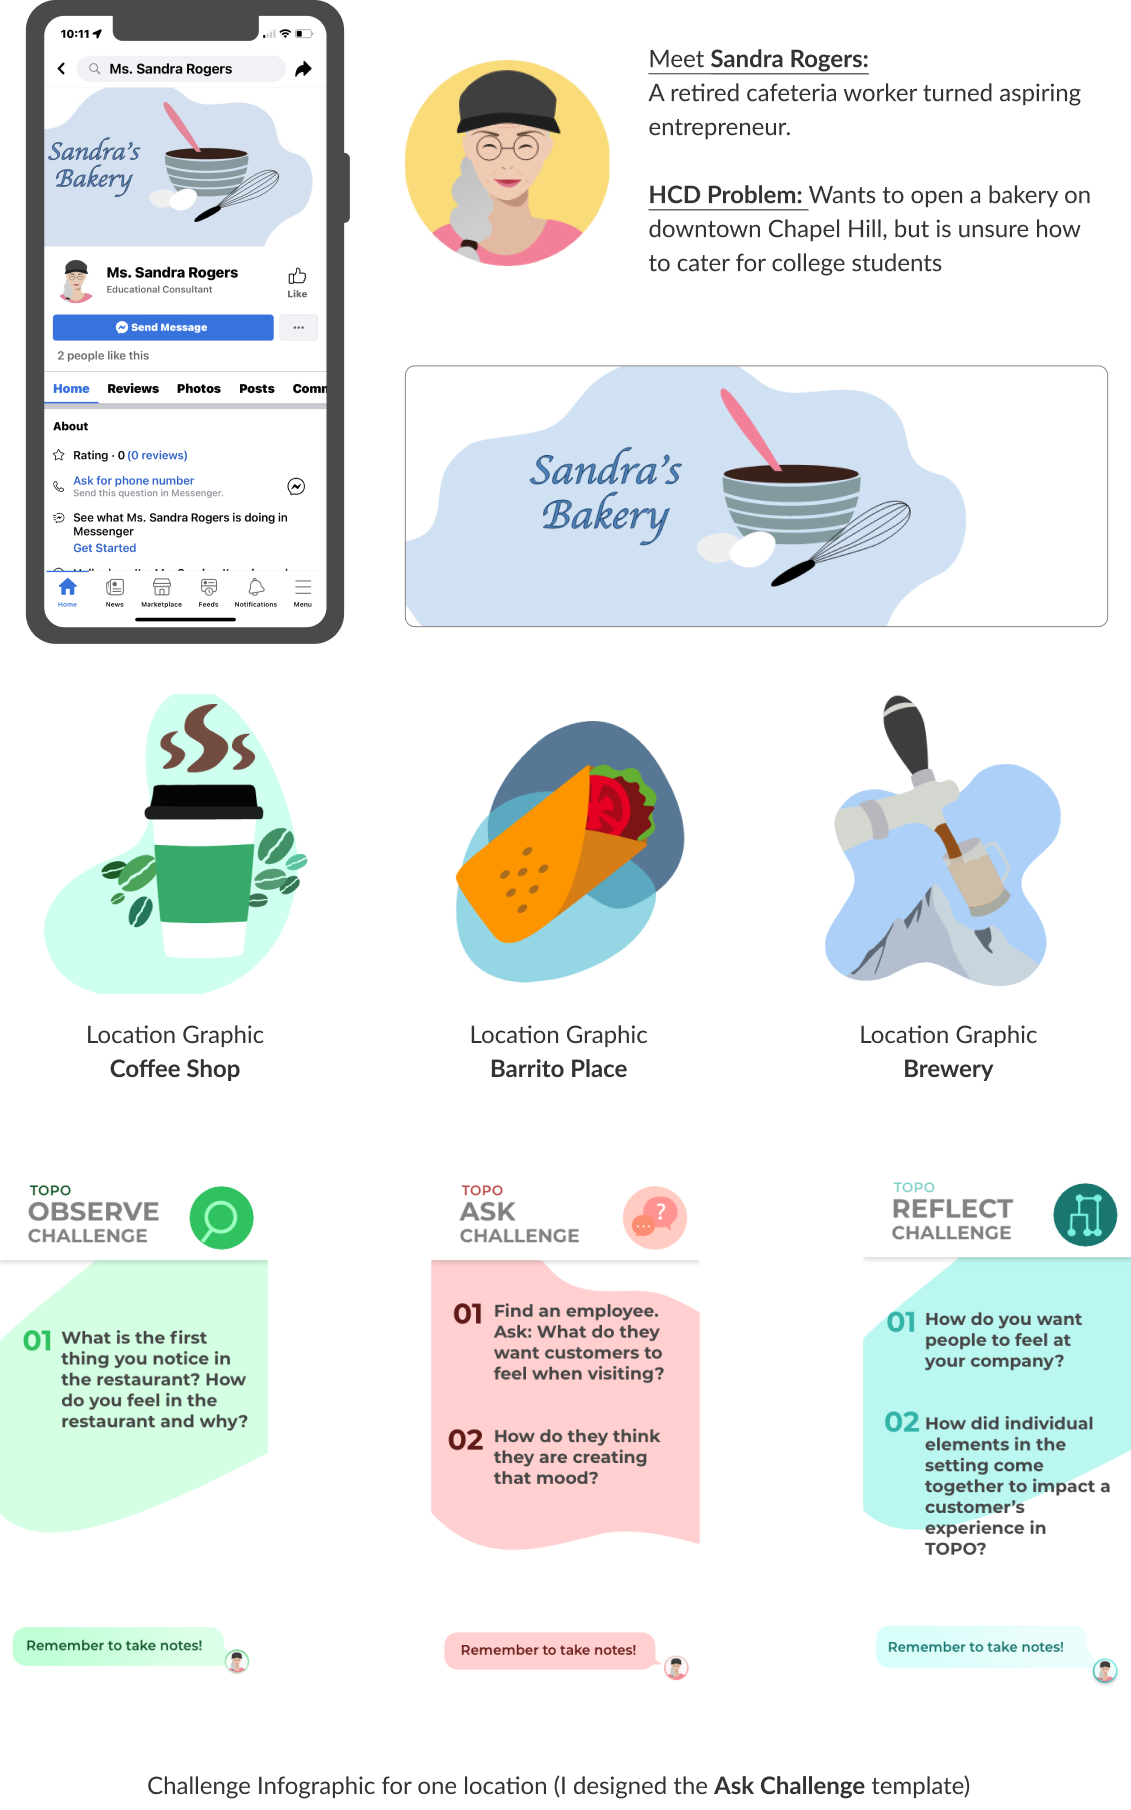 10:11
Ms. Sandra Rogers
Sandra's
Bakery
Ms. Sandra Rogers
Educational Consultant
Like
Send Message
2 people like this
Home Reviews Photos Posts Comm
About
Rating · 0 (0 reviews)
Ask for phone number
Send this question in Messenger.
See what Ms. Sandra Rogers is doing in
Messenger
Get Started
Home News Marketplace Feeds Notifications Menu
Meet Sandra Rogers:
A retired cafeteria worker turned aspiring
entrepreneur.
HCD Problem: Wants to open a bakery on
downtown Chapel Hill, but is unsure how
to cater for college students
Sandra's
Bakery
Location Graphic
Coffee Shop
Location Graphic
Barrito Place
Location Graphic
Brewery
TOPO
OBSERVE
CHALLENGE
01 What is the first
thing you notice in
the restaurant? How
do you feel in the
restaurant and why?
Remember to take notes!
TOPO
ASK
CHALLENGE
?
01 Find an employee.
Ask: What do they
want customers to
feel when visiting?
02 How do they think
they are creating
that mood?
Remember to take notes!
TOPO
REFLECT
CHALLENGE
01 How do you want
people to feel at
your company?
02 How did individual
elements in the
setting come
together to impact a
customer's
experience in
TOPO?
Remember to take notes!
Challenge Infographic for one location (I designed the Ask Challenge template)